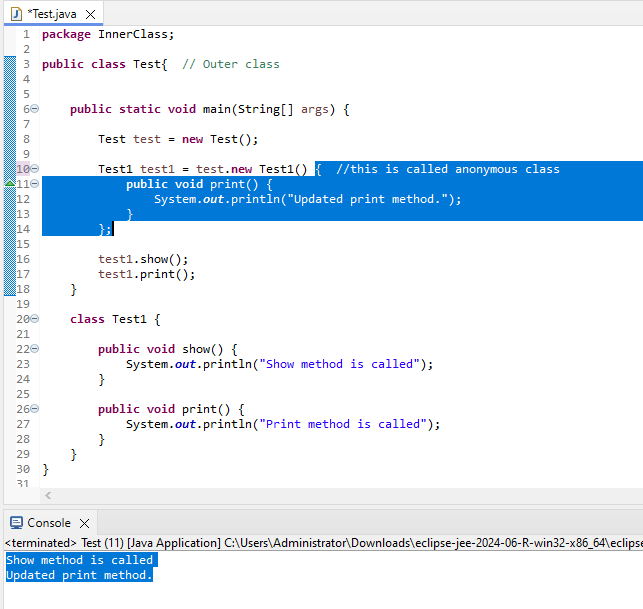 *Test.java
1 package InnerClass;
2
3 public class Test{  // Outer class
4
5
6 public static void main(String[] args) {
7
8 Test test = new Test();
9
10 Test1 test1 = test.new Test1() {  //this is called anonymous class
11 public void print() {
12 System.out.println("Updated print method.");
13 }
14 };
15
16 test1.show();
17 test1.print();
18 }
19
20 class Test1 {
21
22 public void show() {
23 System.out.println("Show method is called");
24 }
25
26 public void print() {
27 System.out.println("Print method is called");
28 }
29 }
30 }
31
Console
<terminated> Test (11) [Java Application] C:\Users\Administrator\Downloads\eclipse-jee-2024-06-R-win32-x86_64\eclipse
Show method is called
Updated print method.